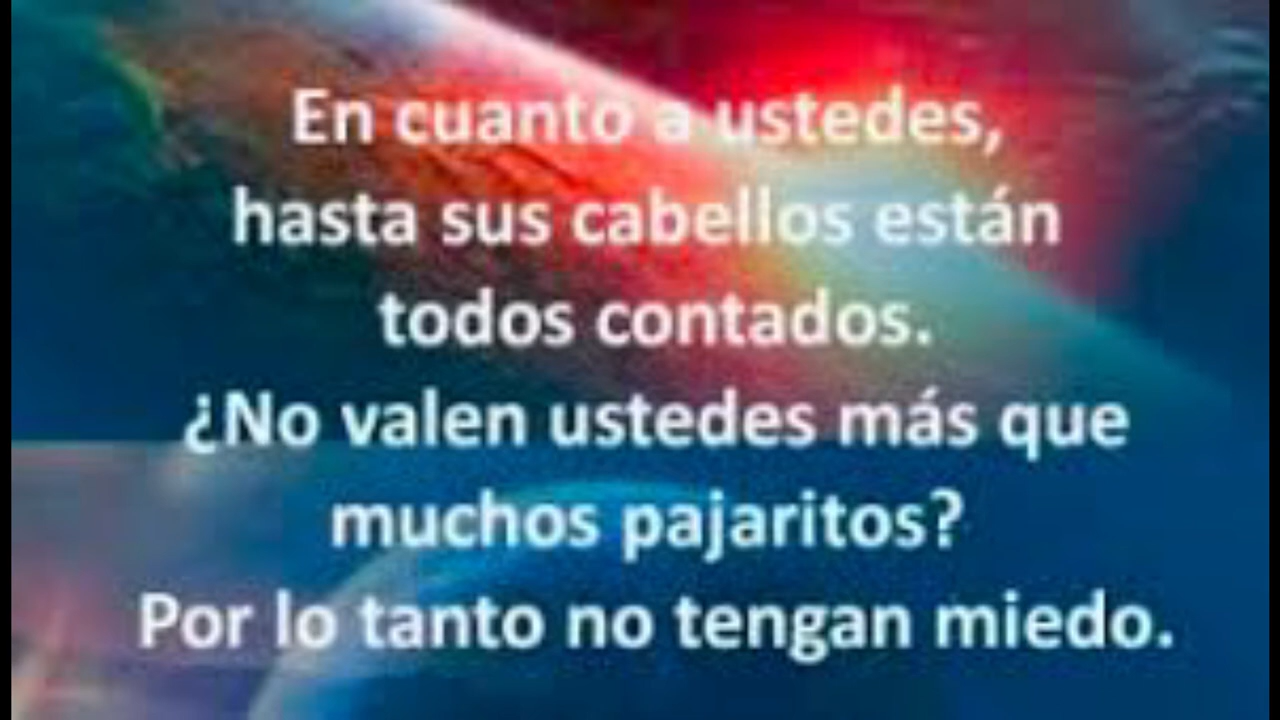 En cuanto a ustedes,
hasta sus cabellos están
todos contados.
¿No valen ustedes más que
muchos pajaritos?
Por lo tanto no tengan miedo.